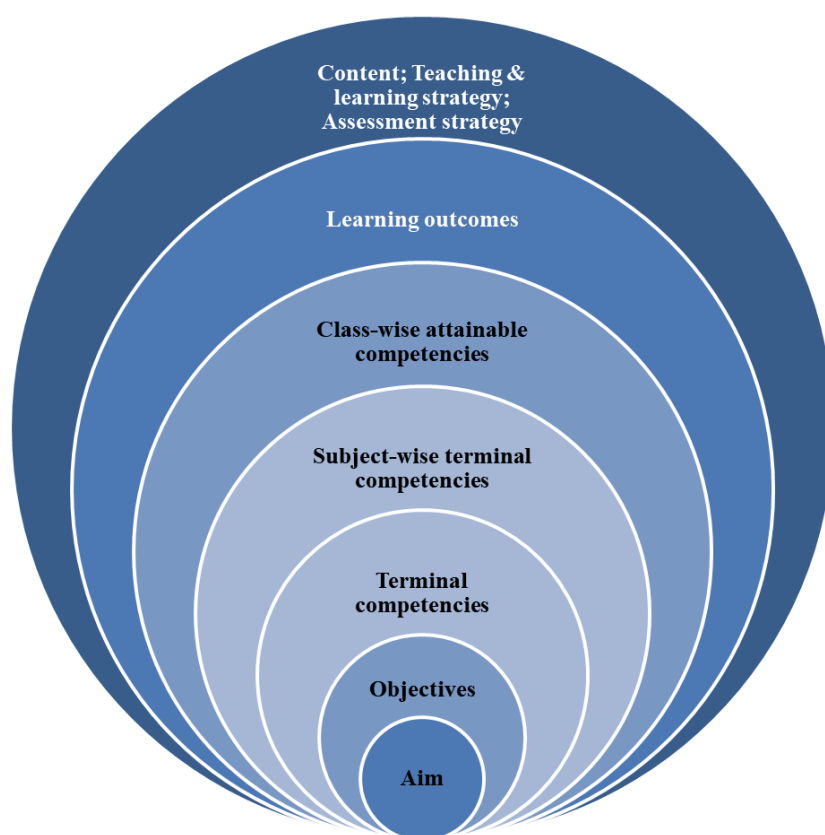 Content; Teaching &
learning strategy;
Assessment strategy
Learning outcomes
Class-wise attainable
competencies
Subject-wise terminal
competencies
Terminal
competencies
Objectives
Aim